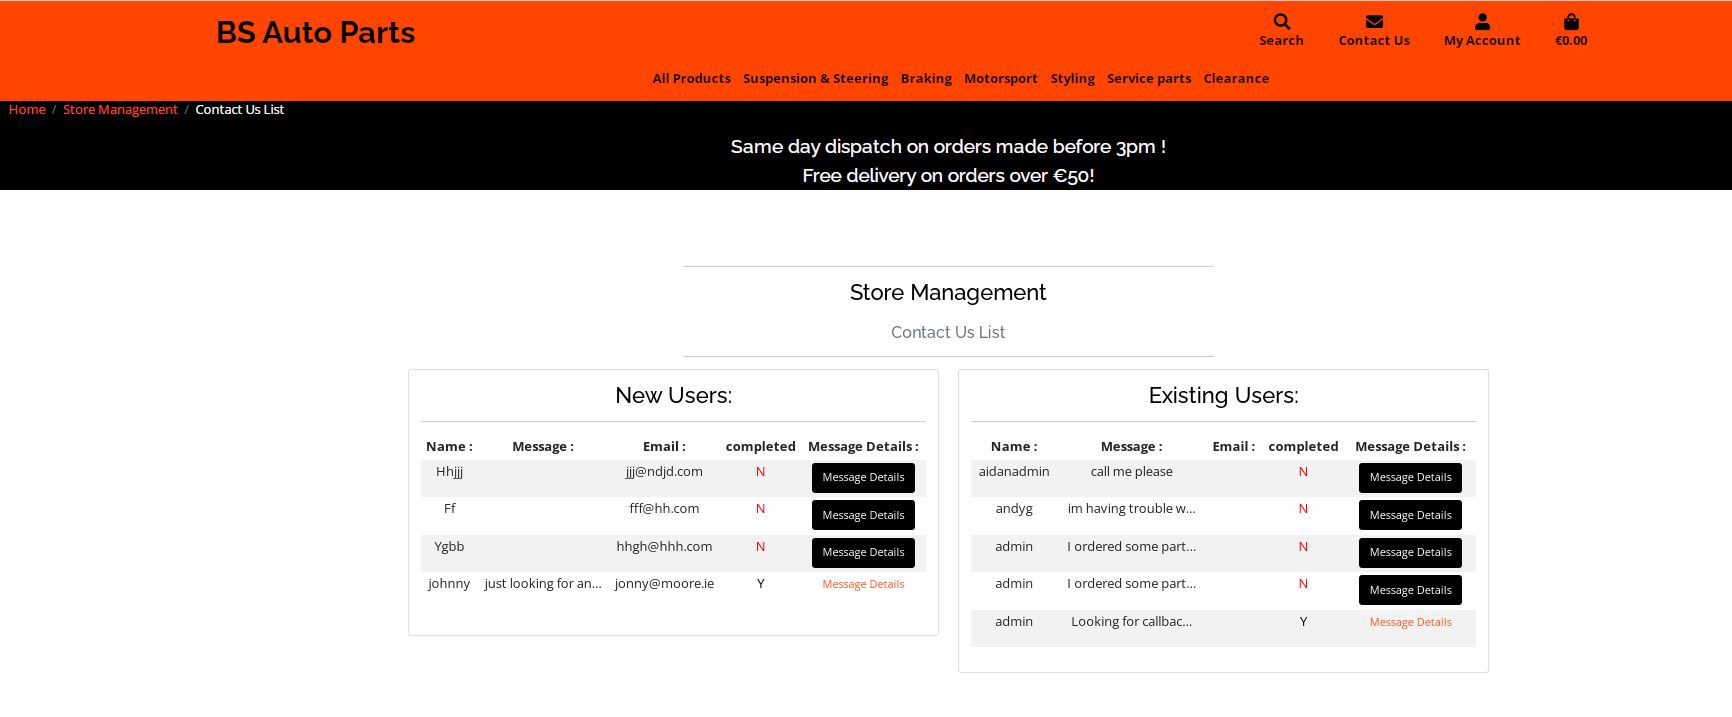 BS Auto Parts
Search Contact Us My Account €0.00
All Products Suspension & Steering Braking Motorsport Styling Service parts Clearance
Home / Store Management / Contact Us List
Same day dispatch on orders made before 3pm !
Free delivery on orders over €50!
Store Management
Contact Us List
New Users:
Name : Message : Email : completed Message Details :
Hhjjj jjj@ndjd.com N Message Details
Ff fff@hh.com N Message Details
Ygbb hhgh@hhh.com N Message Details
johnny just looking for an... jonny@moore.ie Y Message Details
Existing Users:
Name : Message : Email : completed Message Details :
aidanadmin call me please N Message Details
andyg im having trouble w... N Message Details
admin I ordered some part... N Message Details
admin I ordered some part... N Message Details
admin Looking for callbac... Y Message Details